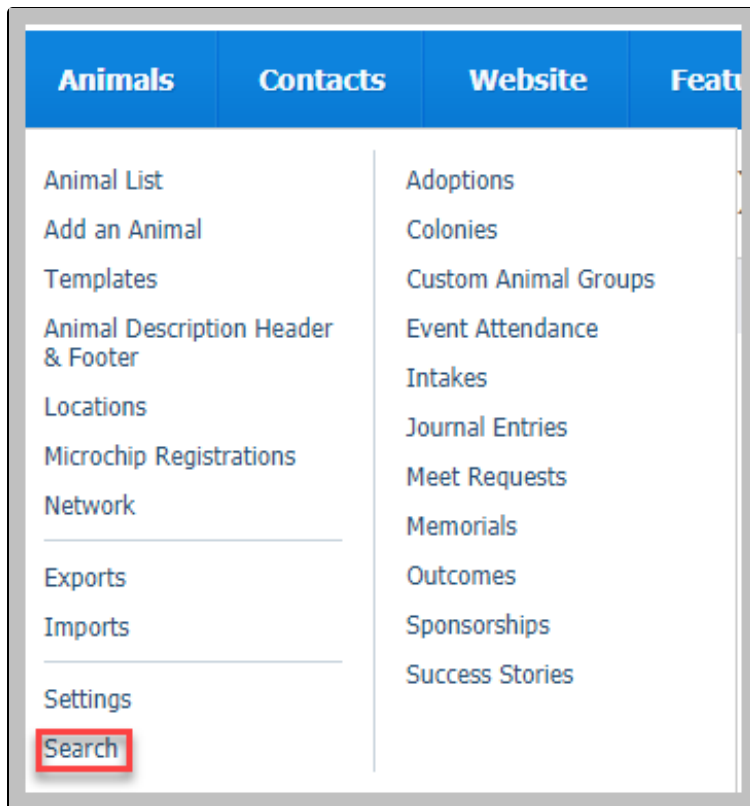 Animals Contacts Website Featu
Animal List
Add an Animal
Templates
Animal Description Header
& Footer
Locations
Microchip Registrations
Network
Exports
Imports
Settings
Search
Adoptions
Colonies
Custom Animal Groups
Event Attendance
Intakes
Journal Entries
Meet Requests
Memorials
Outcomes
Sponsorships
Success Stories